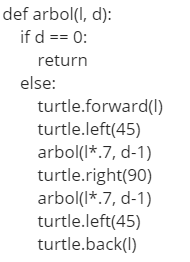 def arbol(l, d):
    if d == 0:
        return
    else:
        turtle.forward(l)
        turtle.left(45)
        arbol(l*.7, d-1)
        turtle.right(90)
        arbol(l*.7, d-1)
        turtle.left(45)
        turtle.back(l)